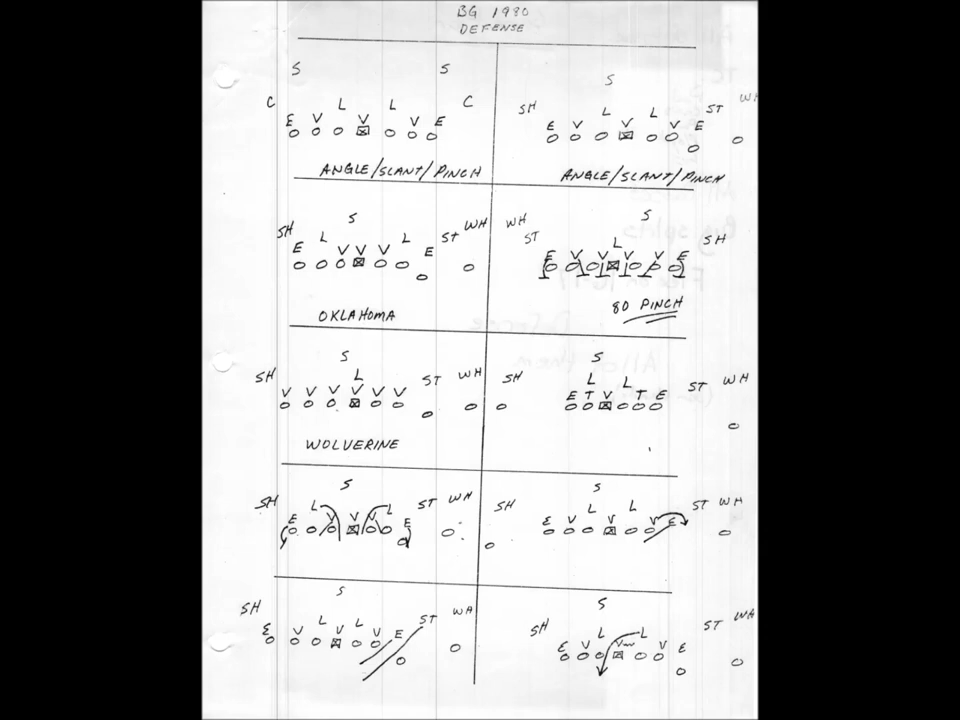 BG 1980
DEFENSE
S S
C L L C
E V V V E
ANGLE/SLANT/PINCH
S
SH L L ST WH
E V V V E
ANGLE/SLANT/PINCH
S
SH L L ST WH
E V V V E
OKLAHOMA
WH S
ST L SH
E V V V V E
80 PINCH
S
SH L ST WH
V V V V V V
WOLVERINE
S
SH L L ST WH
E T V T E
S
SH L L ST WH
E V V V E
S
SH L L ST WH
E V V V E
S
SH L L ST WH
E V V V E
S
SH L L ST WH
E V V V E